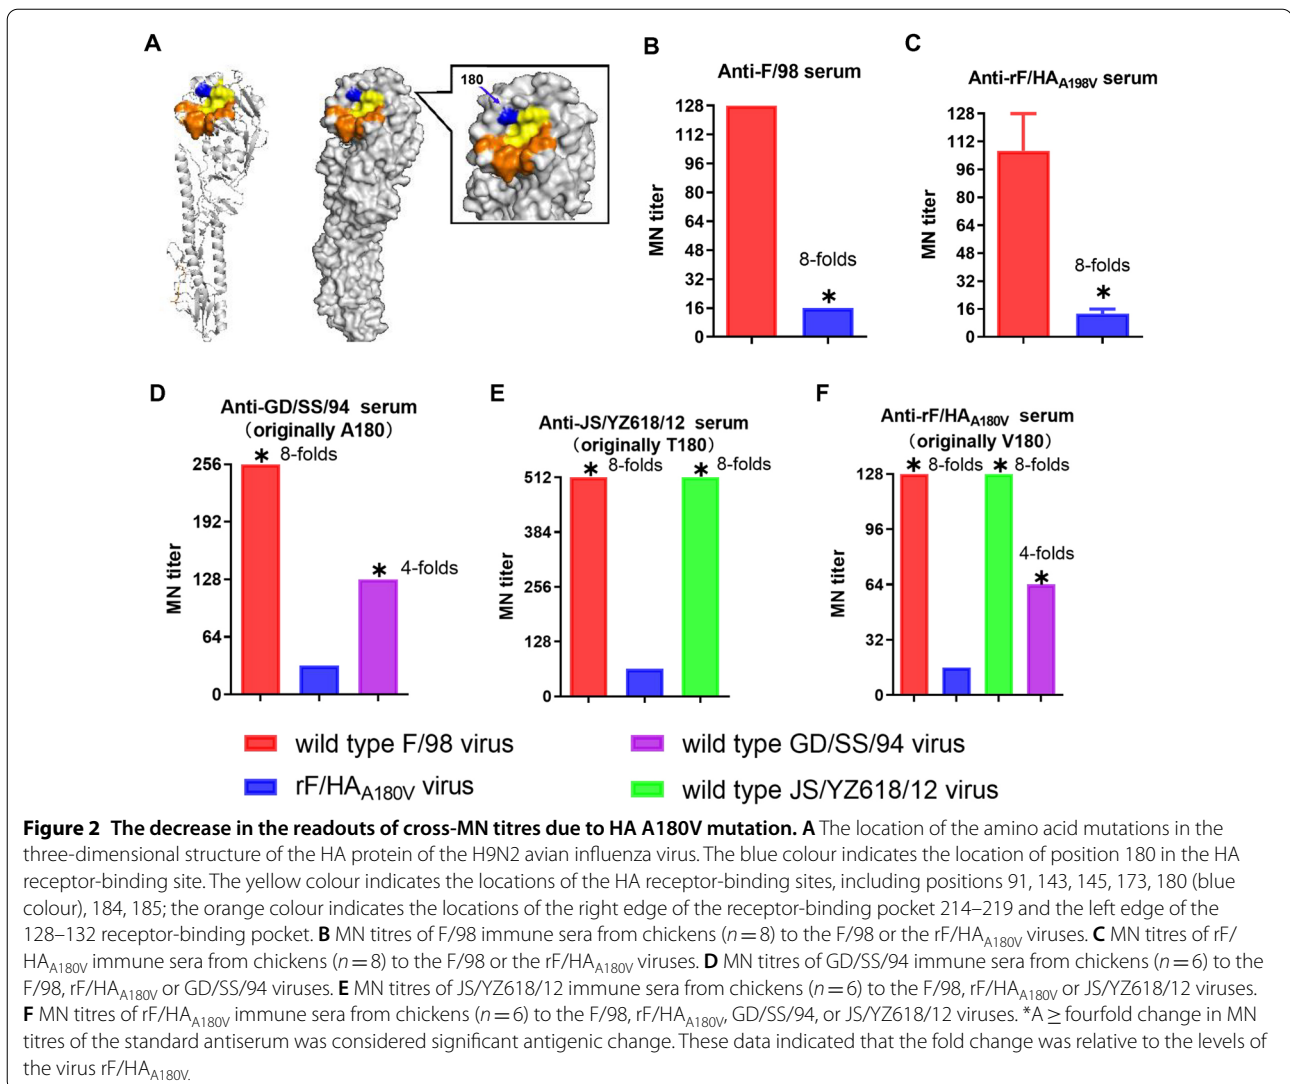 A
180
B
Anti-F/98 serum
MN titer
128
112
96
80
64
48
32
16
0
8-folds
*
C
Anti-rF/HAA198V serum
MN titer
128
112
96
80
64
48
32
16
0
8-folds
*
D
Anti-GD/SS/94 serum
（originally A180）
MN titer
256
192
128
64
0
* 8-folds
* 4-folds
E
Anti-JS/YZ618/12 serum
（originally T180）
MN titer
512
384
256
128
0
* 8-folds * 8-folds
F
Anti-rF/HAA180V serum
（originally V180）
MN titer
128
96
64
32
0
* 8-folds * 8-folds
4-folds
*
wild type F/98 virus
wild type GD/SS/94 virus
rF/HAA180V virus
wild type JS/YZ618/12 virus
Figure 2 The decrease in the readouts of cross-MN titres due to HA A180V mutation. A The location of the amino acid mutations in the
three-dimensional structure of the HA protein of the H9N2 avian influenza virus. The blue colour indicates the location of position 180 in the HA
receptor-binding site. The yellow colour indicates the locations of the HA receptor-binding sites, including positions 91, 143, 145, 173, 180 (blue
colour), 184, 185; the orange colour indicates the locations of the right edge of the receptor-binding pocket 214–219 and the left edge of the
128–132 receptor-binding pocket. B MN titres of F/98 immune sera from chickens (n = 8) to the F/98 or the rF/HAA180V viruses. C MN titres of rF/
HAA180V immune sera from chickens (n = 8) to the F/98 or the rF/HAA180V viruses. D MN titres of GD/SS/94 immune sera from chickens (n = 6) to the
F/98, rF/HAA180V or GD/SS/94 viruses. E MN titres of JS/YZ618/12 immune sera from chickens (n = 6) to the F/98, rF/HAA180V or JS/YZ618/12 viruses.
F MN titres of rF/HAA180V immune sera from chickens (n = 6) to the F/98, rF/HAA180V, GD/SS/94, or JS/YZ618/12 viruses. *A ≥ fourfold change in MN
titres of the standard antiserum was considered significant antigenic change. These data indicated that the fold change was relative to the levels of
the virus rF/HAA180V.